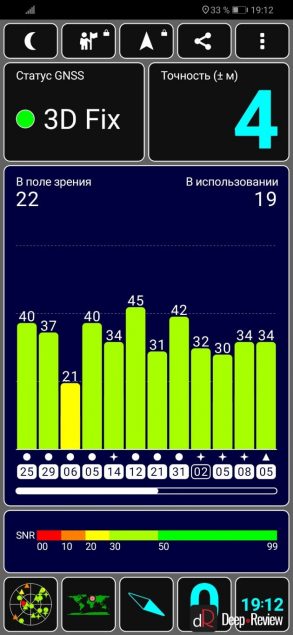 33 % 19:12
Статус GNSS
3D Fix
Точность (± м)
4
В поле зрения
22
В использовании
19
40 37 21 40 34 45 31 42 32 30 34 34
25 29 06 05 14 12 21 31 02 05 08 05
SNR
00 10 20 30 50 99
19:12
dR Deep•Review